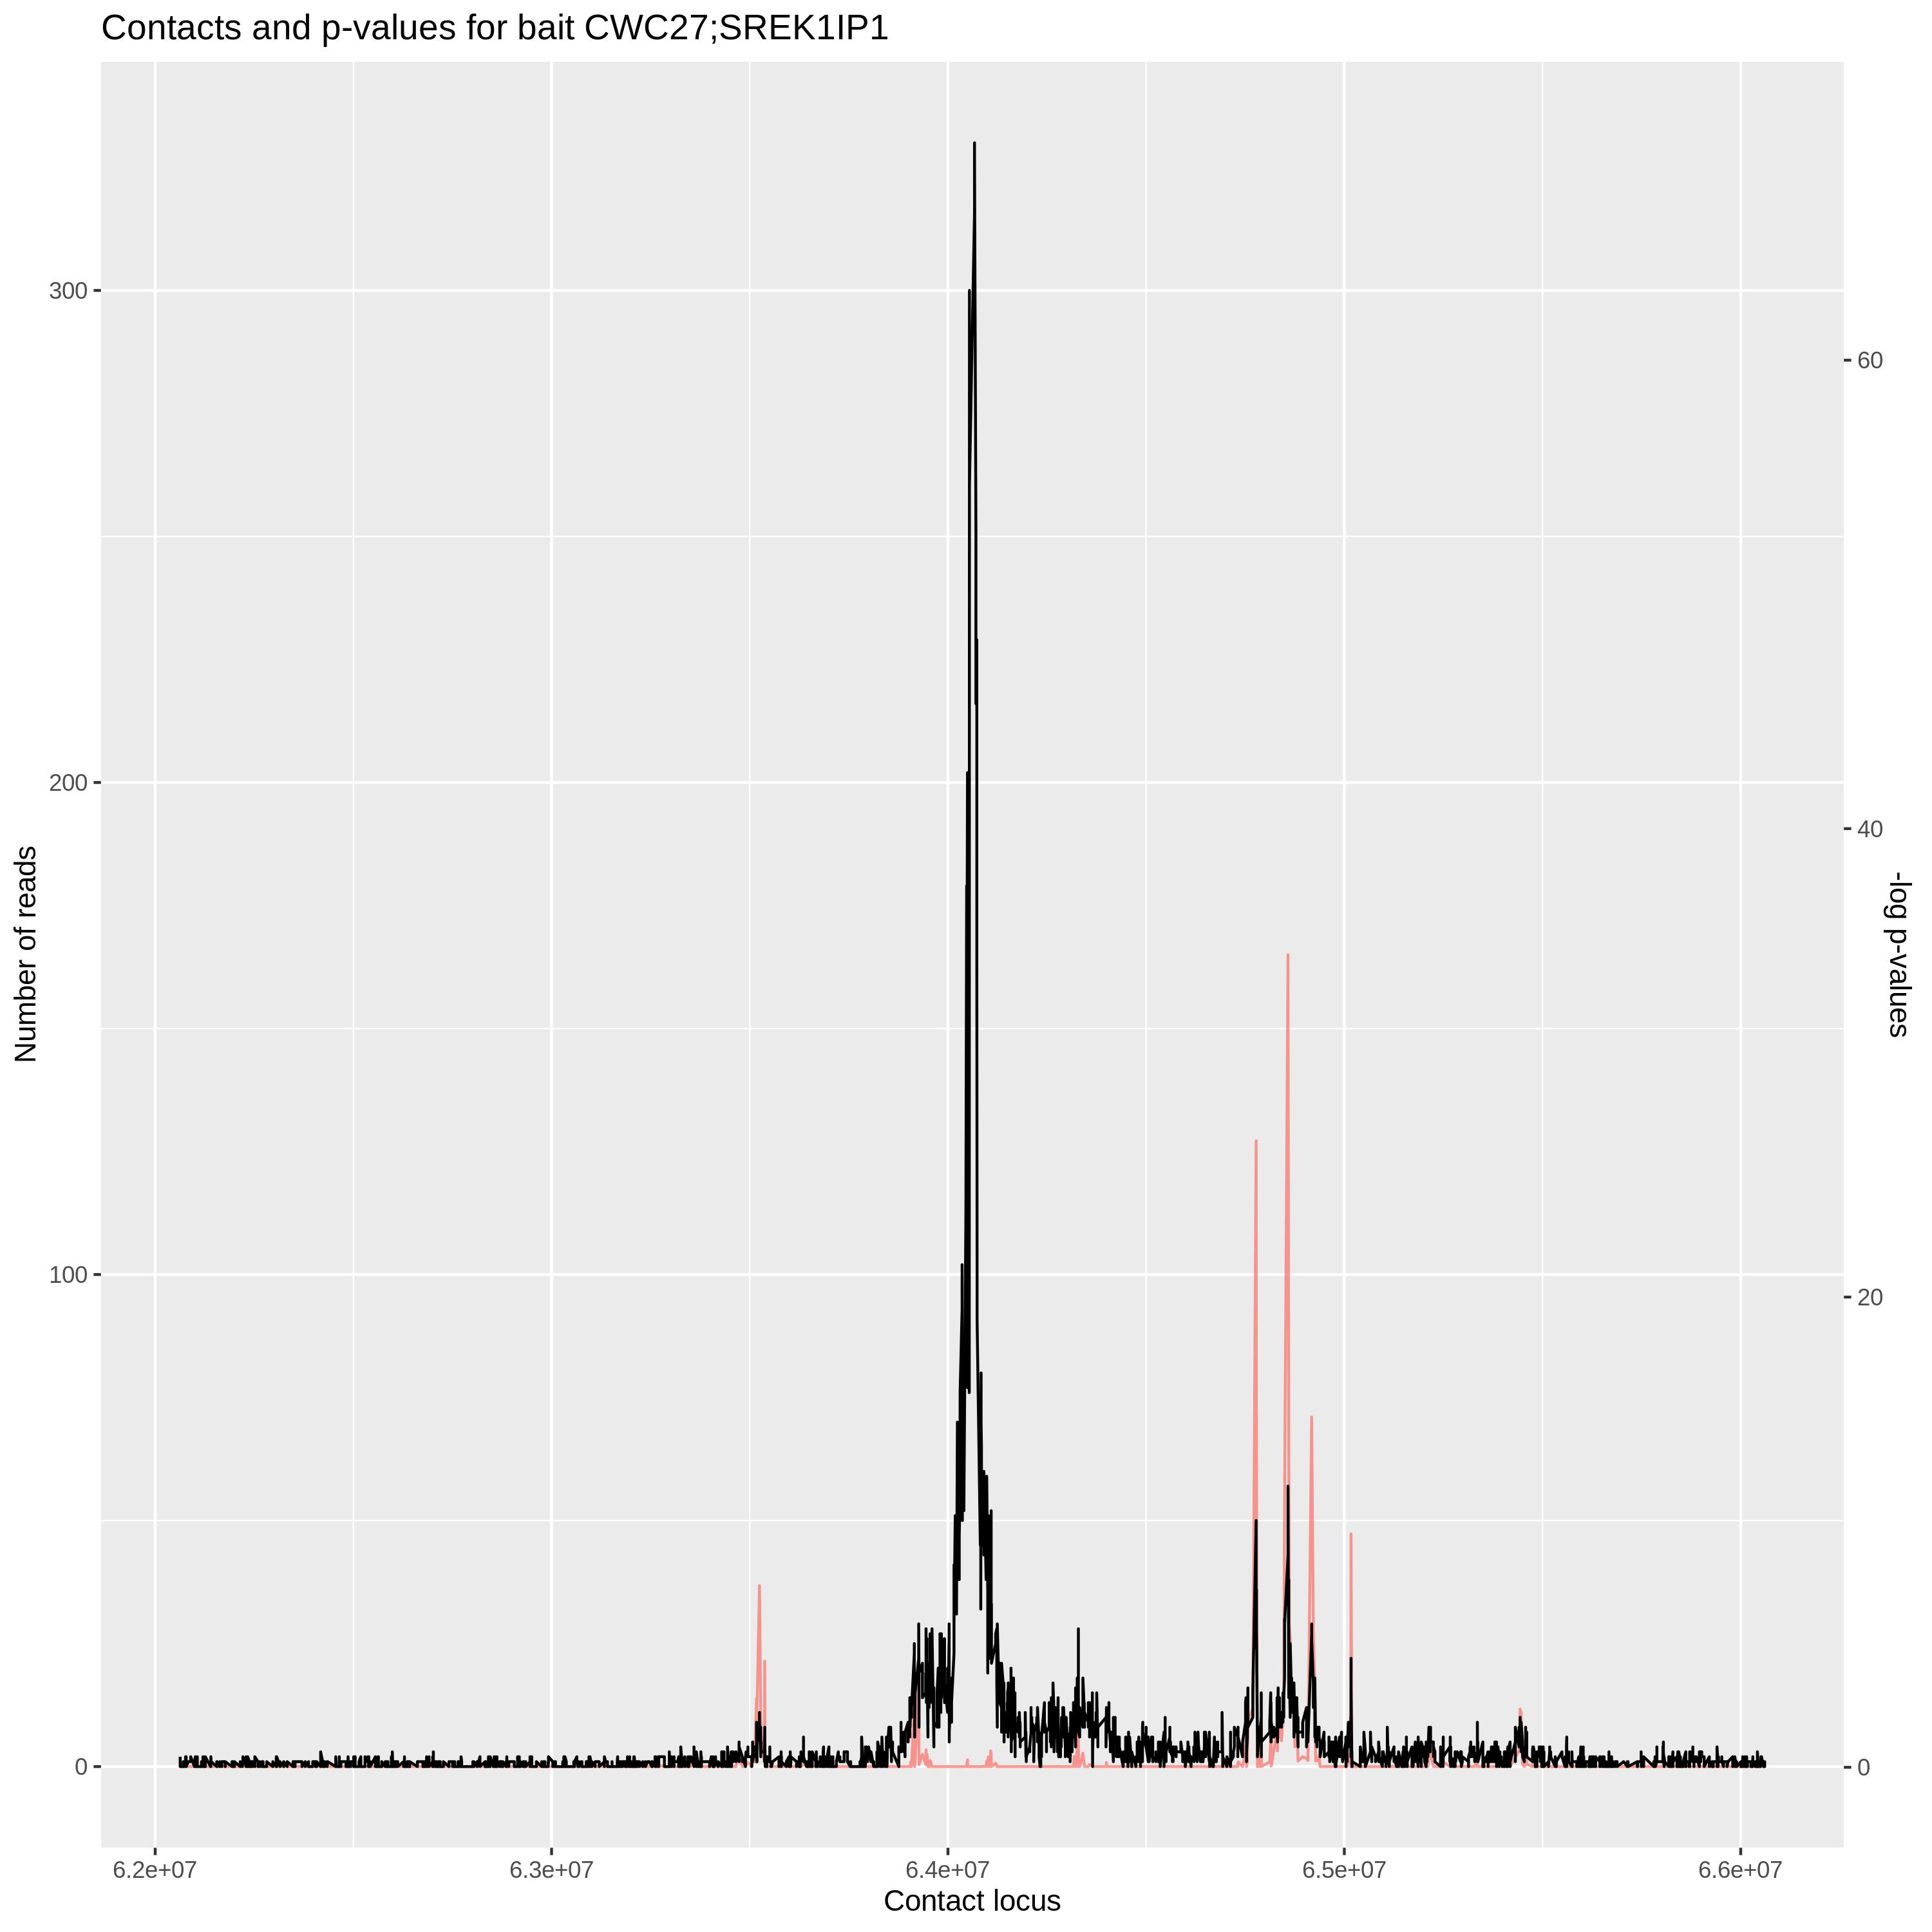 Contacts and p-values for bait CWC27;SREK1IP1
300
200
100
0
Number of reads
60
40
20
0
-log p-values
6.2e+07
6.3e+07
6.4e+07
6.5e+07
6.6e+07
Contact locus